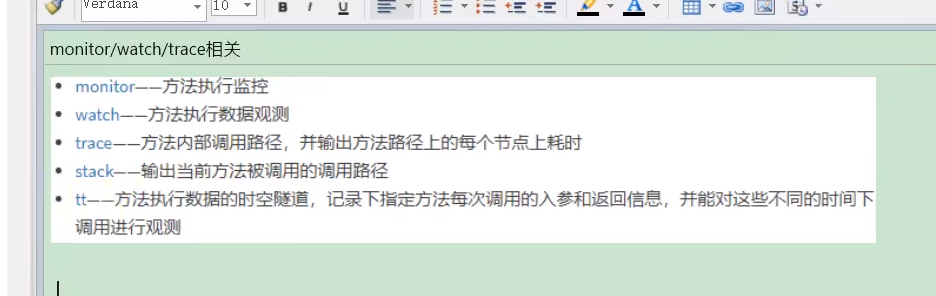 Verdana 10 B I U A
monitor/watch/trace相关
• monitor——方法执行监控
• watch——方法执行数据观测
• trace——方法内部调用路径，并输出方法路径上的每个节点上耗时
• stack——输出当前方法被调用的调用路径
• tt——方法执行数据的时空隧道，记录下指定方法每次调用的入参和返回信息，并能对这些不同的时间下
调用进行观测